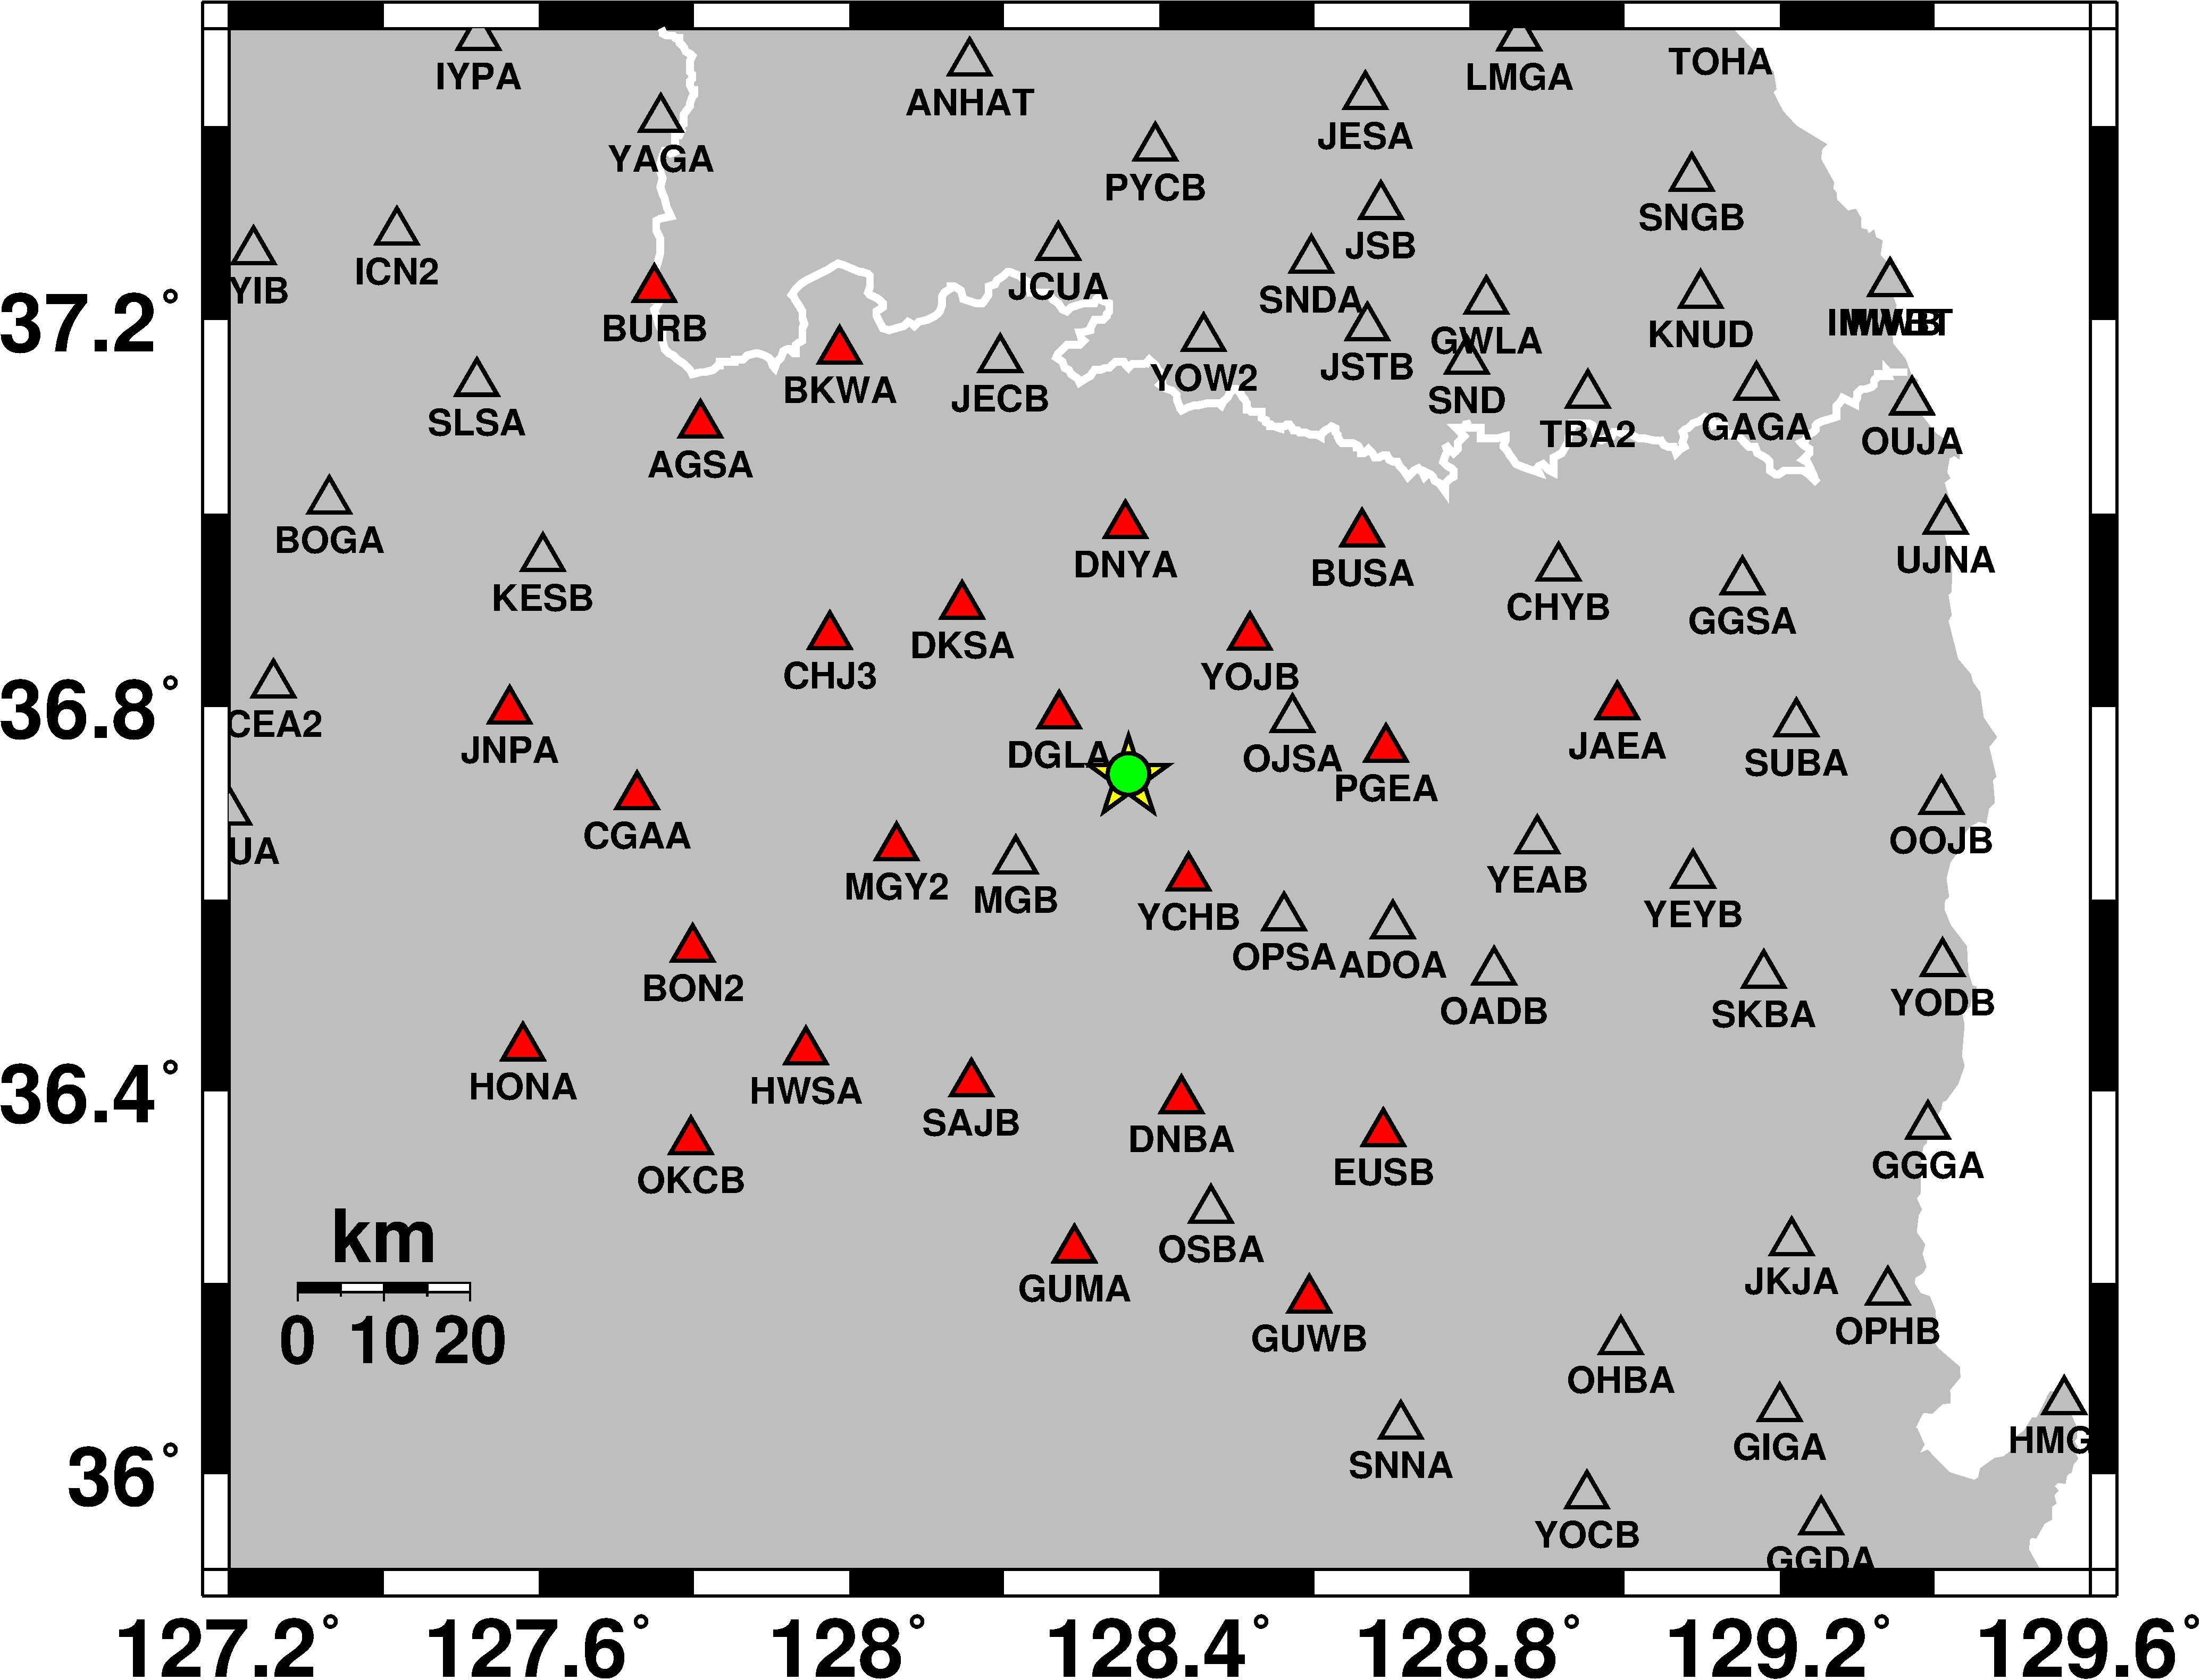 IYPA
ANHAT
LMGA
TOHA
YAGA
JESA
PYCB
SNGB
JSB
ICN2
YIB
JCUA
SNDA
BURB
GWLA
KNUD
37.2°
JSTB
YOW2
BKWA
JECB
SND
SLSA
TBA2
GAGA
OUJA
AGSA
BOGA
DNYA
BUSA
UJNA
KESB
CHYB
GGSA
DKSA
CHJ3
YOJB
36.8°
CEA2
JNPA
DGLA
OJSA
JAEA
SUBA
PGEA
CGAA
UA
OOJB
MGY2
MGB
YEAB
YCHB
YEYB
OPSA
ADOA
BON2
OADB
SKBA
YODB
36.4°
HONA
HWSA
SAJB
DNBA
OKCB
EUSB
GGGA
km
OSBA
GUMA
JKJA
0 10 20
GUWB
OPHB
OHBA
36°
SNNA
GIGA
HMG
YOCB
GGDA
127.2° 127.6° 128° 128.4° 128.8° 129.2° 129.6°